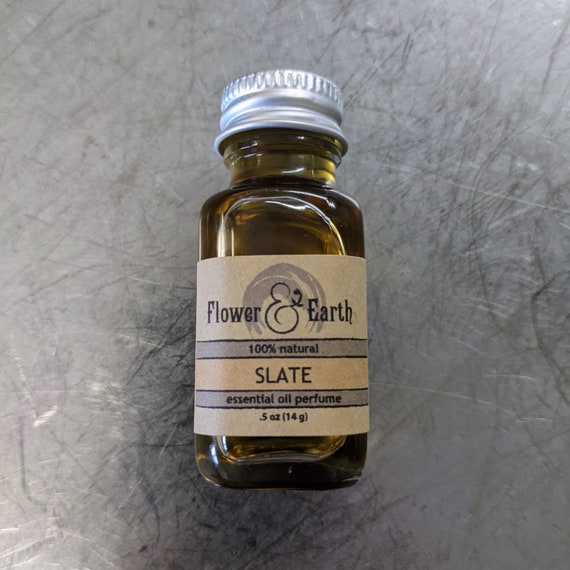 Flower & Earth
100% natural
SLATE
essential oil perfume
.5 oz (14 g)